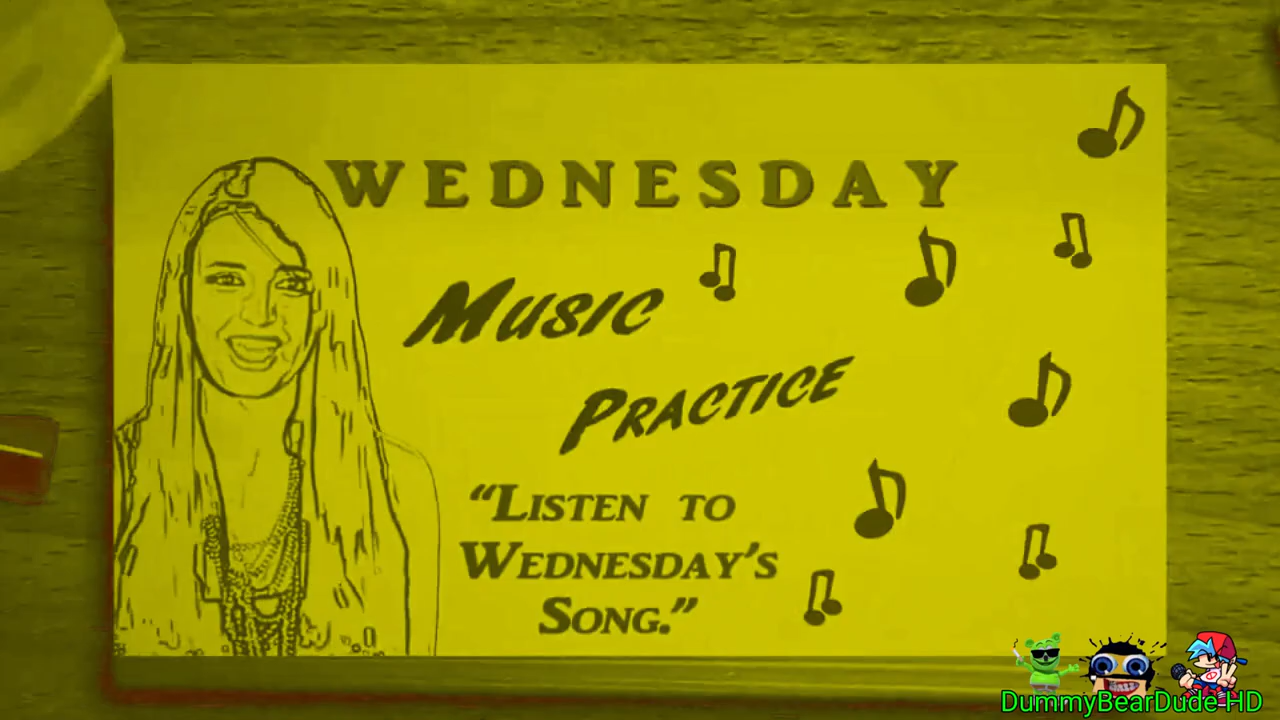 WEDNESDAY
MUSIC
PRACTICE
“LISTEN TO
WEDNESDAY’S
SONG.”
DummyBearDude HD